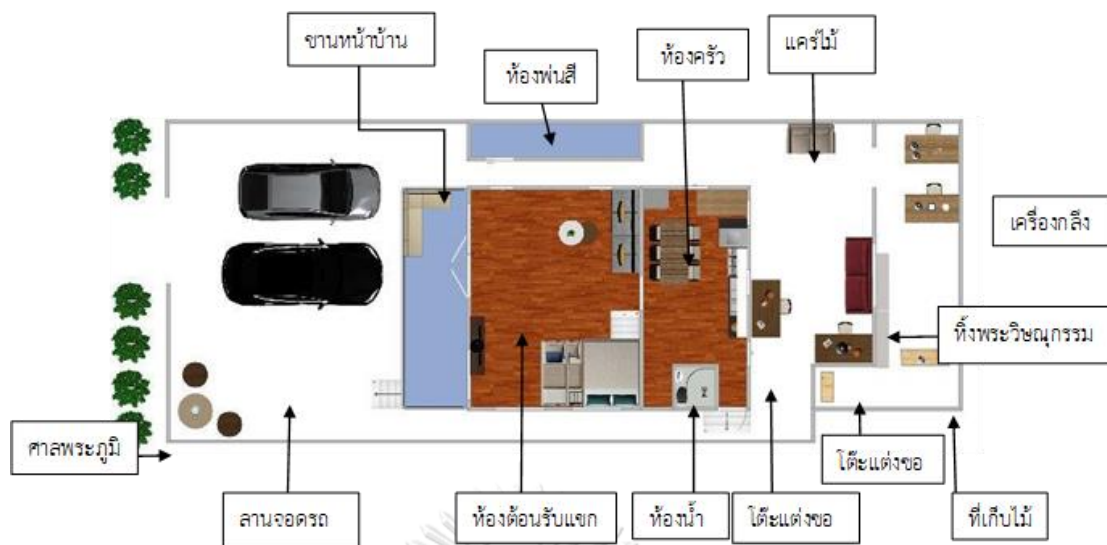 ชานหน้าบ้าน
ห้องพ่นสี
ห้องครัว
แคร่ไม้
เครื่องกลึง
ทิ้งพระวิษณุกรรม
โต๊ะแต่งขอ
ศาลพระภูมิ
ลานจอดรถ
ห้องต้อนรับแขก
ห้องน้ำ
โต๊ะแต่งขอ
ที่เก็บไม้